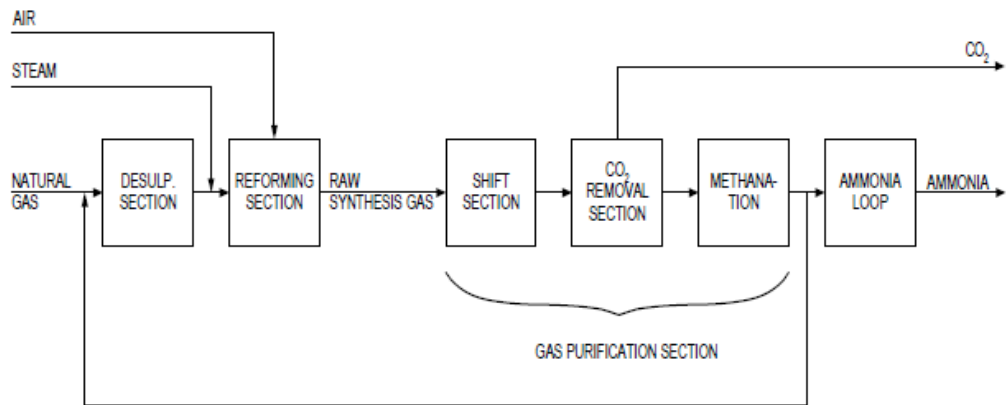 AIR
STEAM
CO₂
NATURAL
GAS
DESULP.
SECTION
REFORMING
SECTION
RAW
SYNTHESIS GAS
SHIFT
SECTION
CO₂
REMOVAL
SECTION
METHANA-
TION
AMMONIA
LOOP
AMMONIA
GAS PURIFICATION SECTION